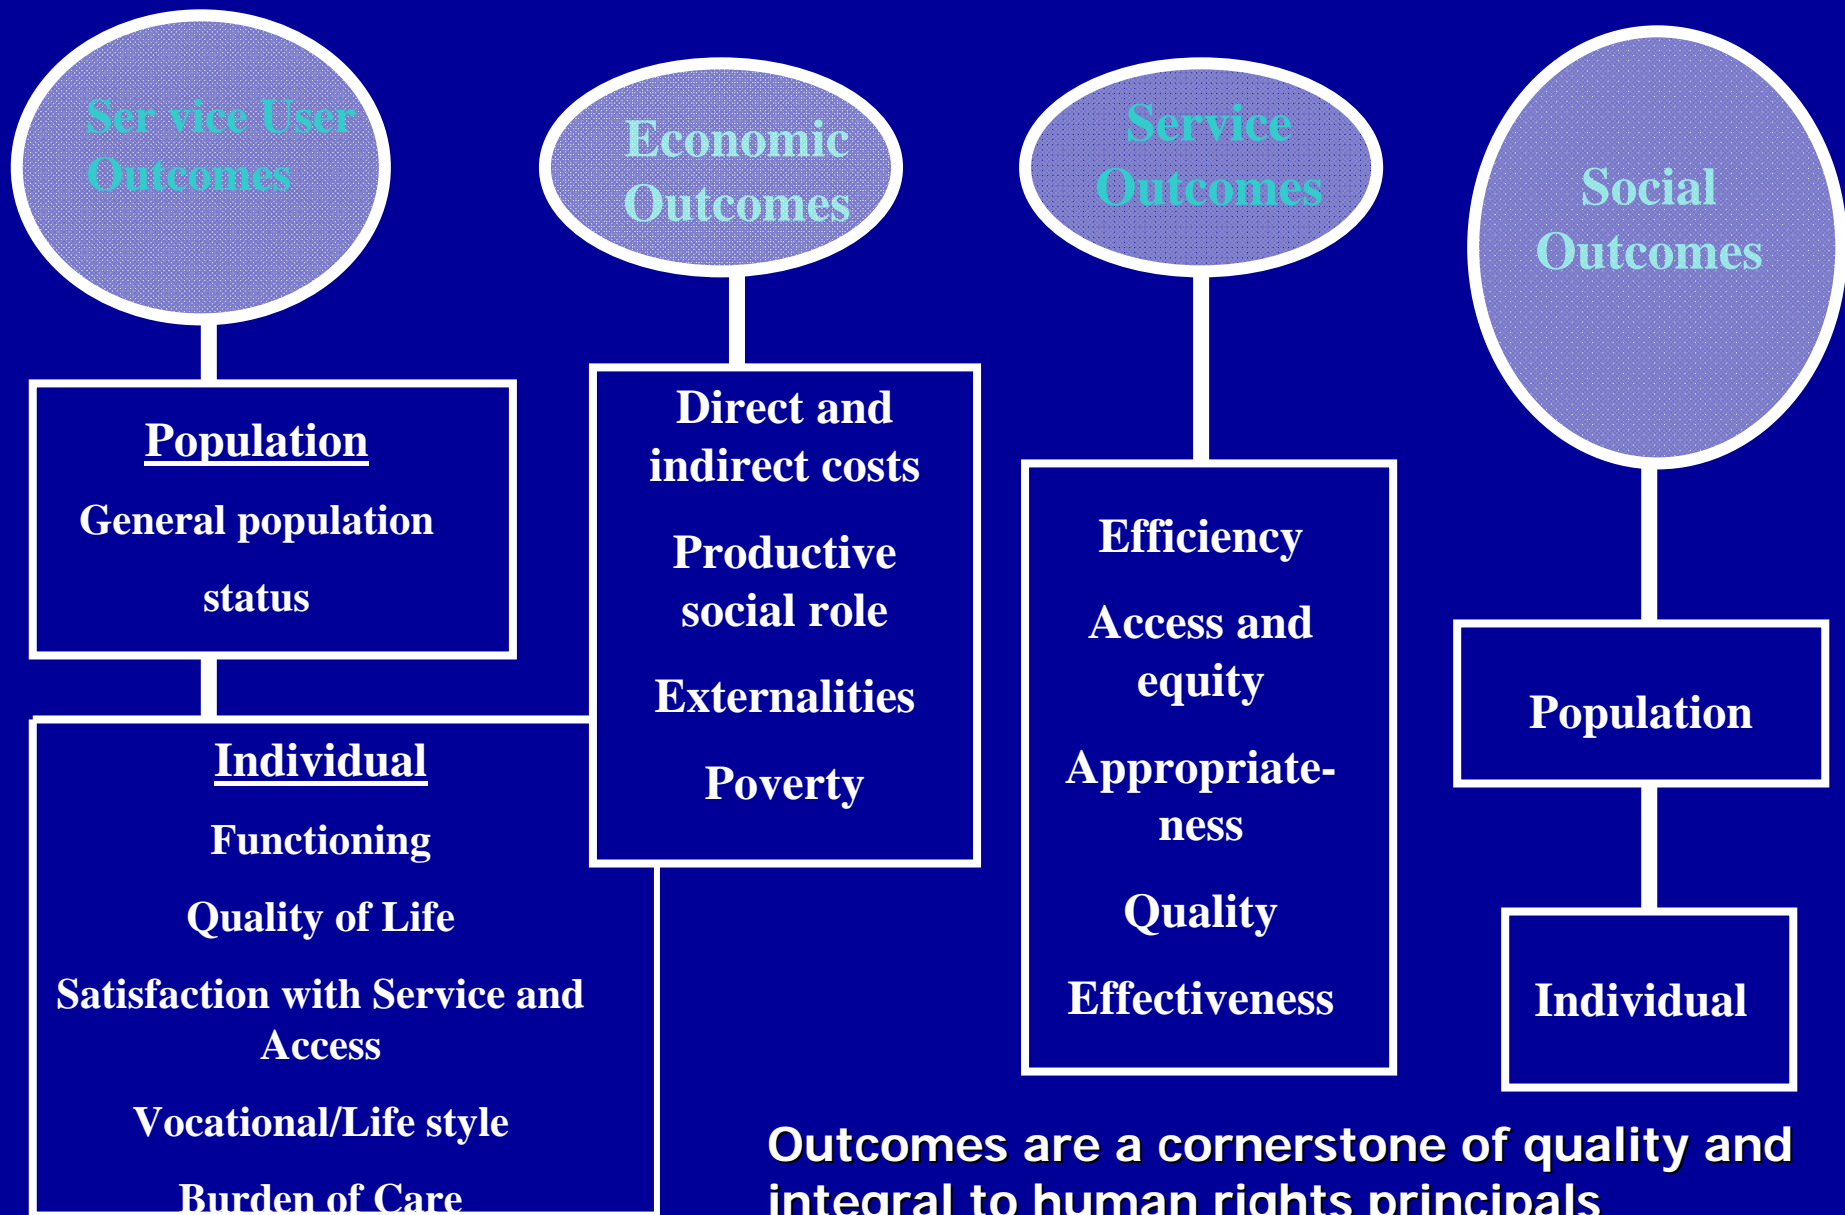 Ser vice User
Outcomes
Population
General population
status
Individual
Functioning
Quality of Life
Satisfaction with Service and
Access
Vocational/Life style
Burden of Care
Economic
Outcomes
Direct and
indirect costs
Productive
social role
Externalities
Poverty
Service
Outcomes
Efficiency
Access and
equity
Appropriate-
ness
Quality
Effectiveness
Social
Outcomes
Population
Individual
Outcomes are a cornerstone of quality and
integral to human rights principals